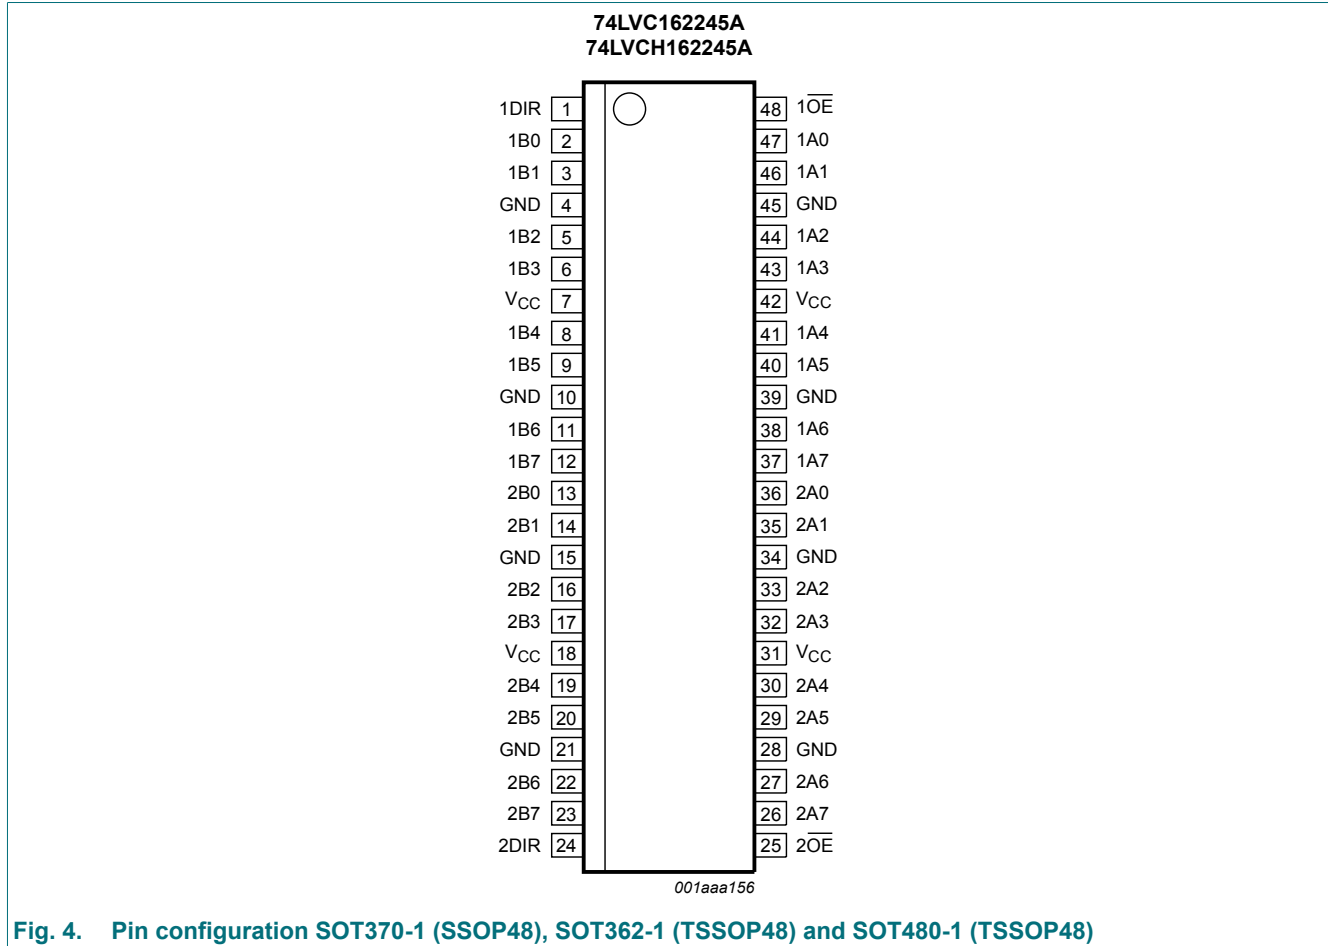 74LVC162245A
74LVCH162245A
1DIR 1 48 1O̅E̅
1B0 2 47 1A0
1B1 3 46 1A1
GND 4 45 GND
1B2 5 44 1A2
1B3 6 43 1A3
VCC 7 42 VCC
1B4 8 41 1A4
1B5 9 40 1A5
GND 10 39 GND
1B6 11 38 1A6
1B7 12 37 1A7
2B0 13 36 2A0
2B1 14 35 2A1
GND 15 34 GND
2B2 16 33 2A2
2B3 17 32 2A3
VCC 18 31 VCC
2B4 19 30 2A4
2B5 20 29 2A5
GND 21 28 GND
2B6 22 27 2A6
2B7 23 26 2A7
2DIR 24 25 2O̅E̅
001aaa156
Fig. 4. Pin configuration SOT370-1 (SSOP48), SOT362-1 (TSSOP48) and SOT480-1 (TSSOP48)